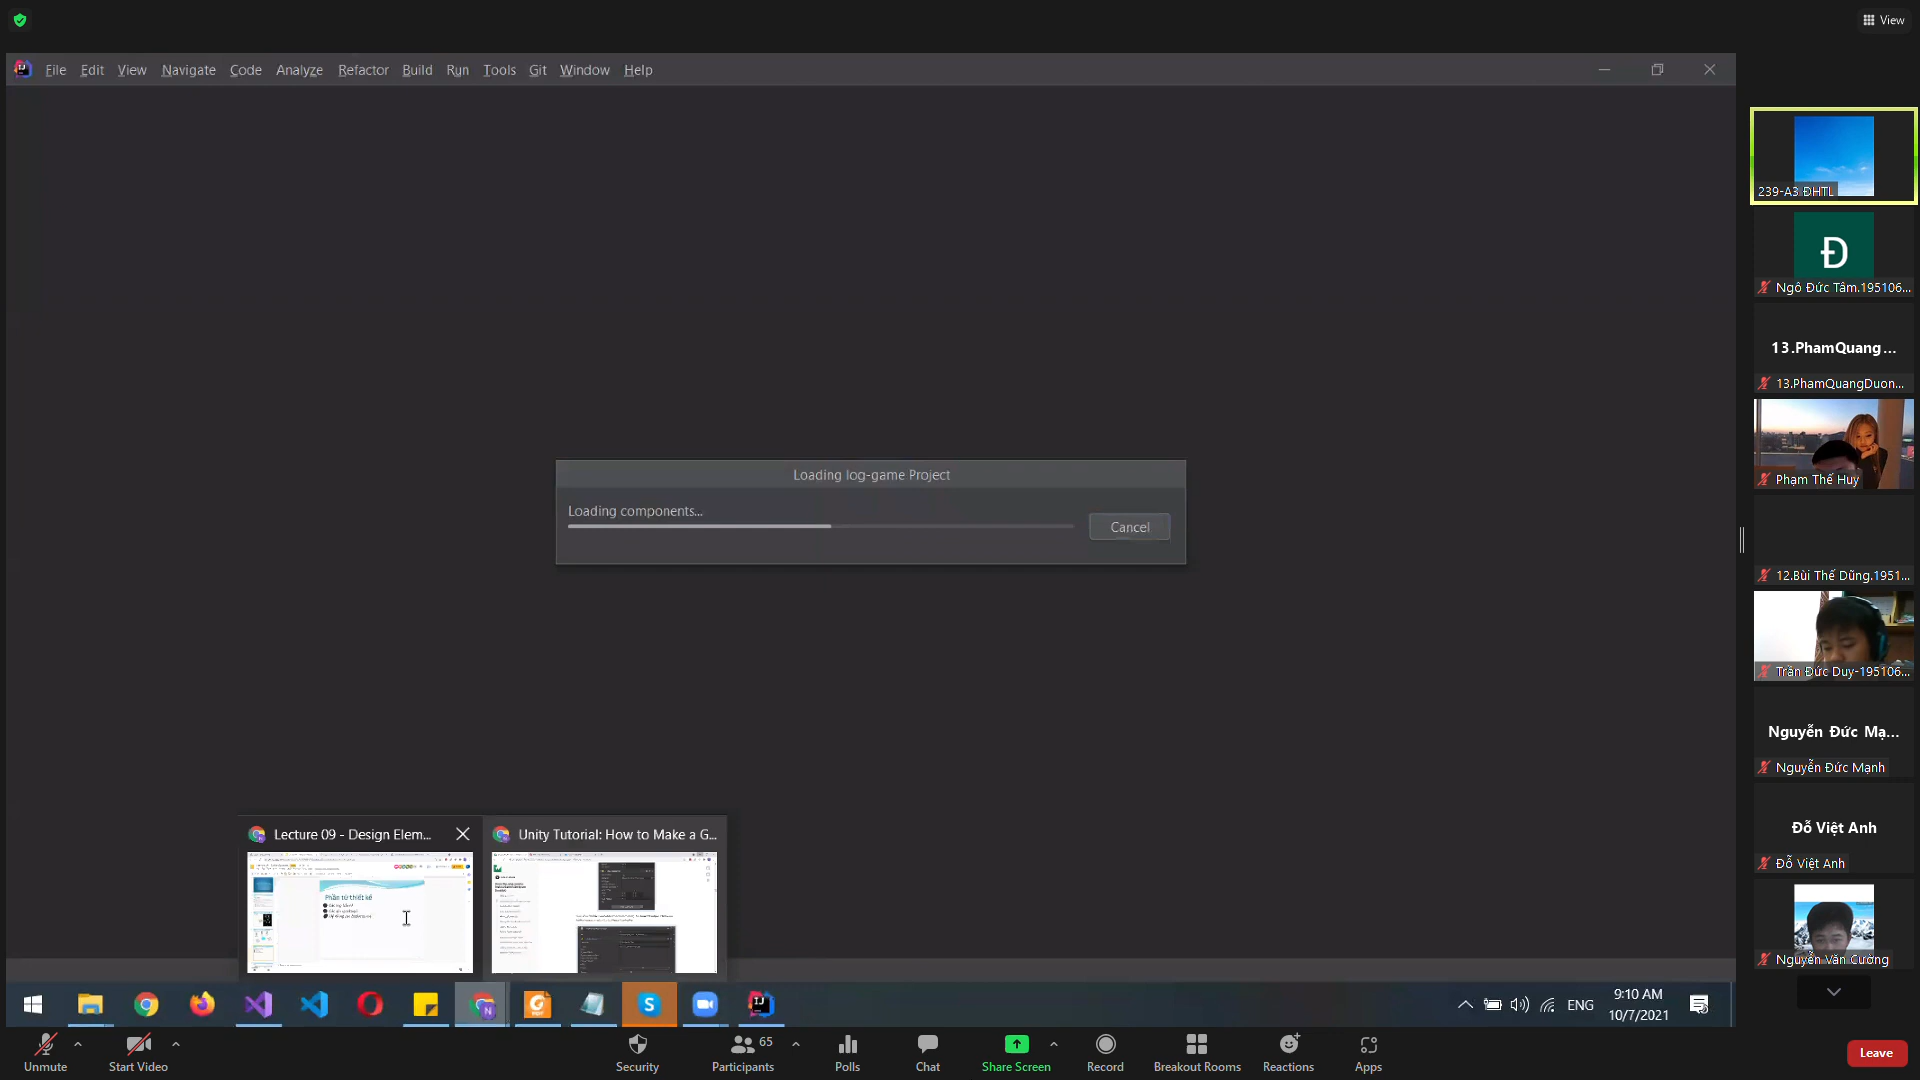 View
File Edit View Navigate Code Analyze Refactor Build Run Tools Git Window Help
Loading log-game Project
Loading components...
Cancel
239-A3 ĐHTL
Đ
Ngô Đức Tâm.195106...
13.PhamQuang...
13.PhamQuangDuon...
Phạm Thế Huy
12.Bùi Thế Dũng.1951...
Trần Đức Duy-195106...
Nguyễn Đức Mạ...
Nguyễn Đức Mạnh
Đỗ Việt Anh
Đỗ Việt Anh
Nguyễn Văn Cường
Lecture 09 - Design Elem...
Unity Tutorial: How to Make a G...
Phần tử thiết kế
ENG
9:10 AM
10/7/2021
Unmute
Start Video
Security
Participants
65
Polls
Chat
Share Screen
Record
Breakout Rooms
Reactions
Apps
Leave